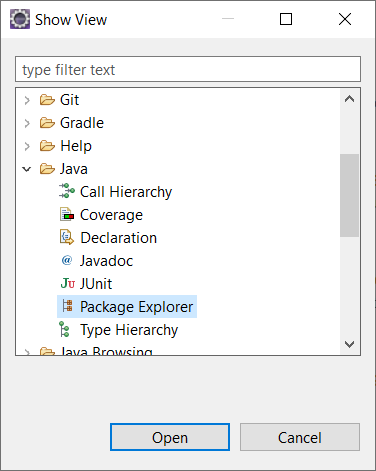 Show View
type filter text
Git
Gradle
Help
Java
Call Hierarchy
Coverage
Declaration
@ Javadoc
JU JUnit
Package Explorer
Type Hierarchy
Java Browsing
Open
Cancel